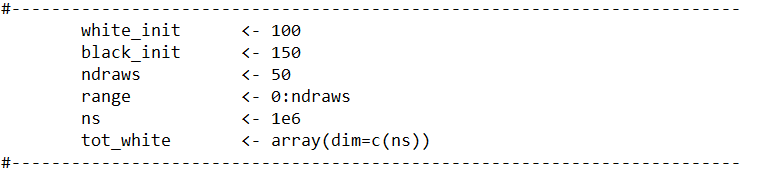 #-------------------------------------------------------------------------
white_init <- 100
black_init <- 150
ndraws <- 50
range <- 0:ndraws
ns <- 1e6
tot_white <- array(dim=c(ns))
#-------------------------------------------------------------------------